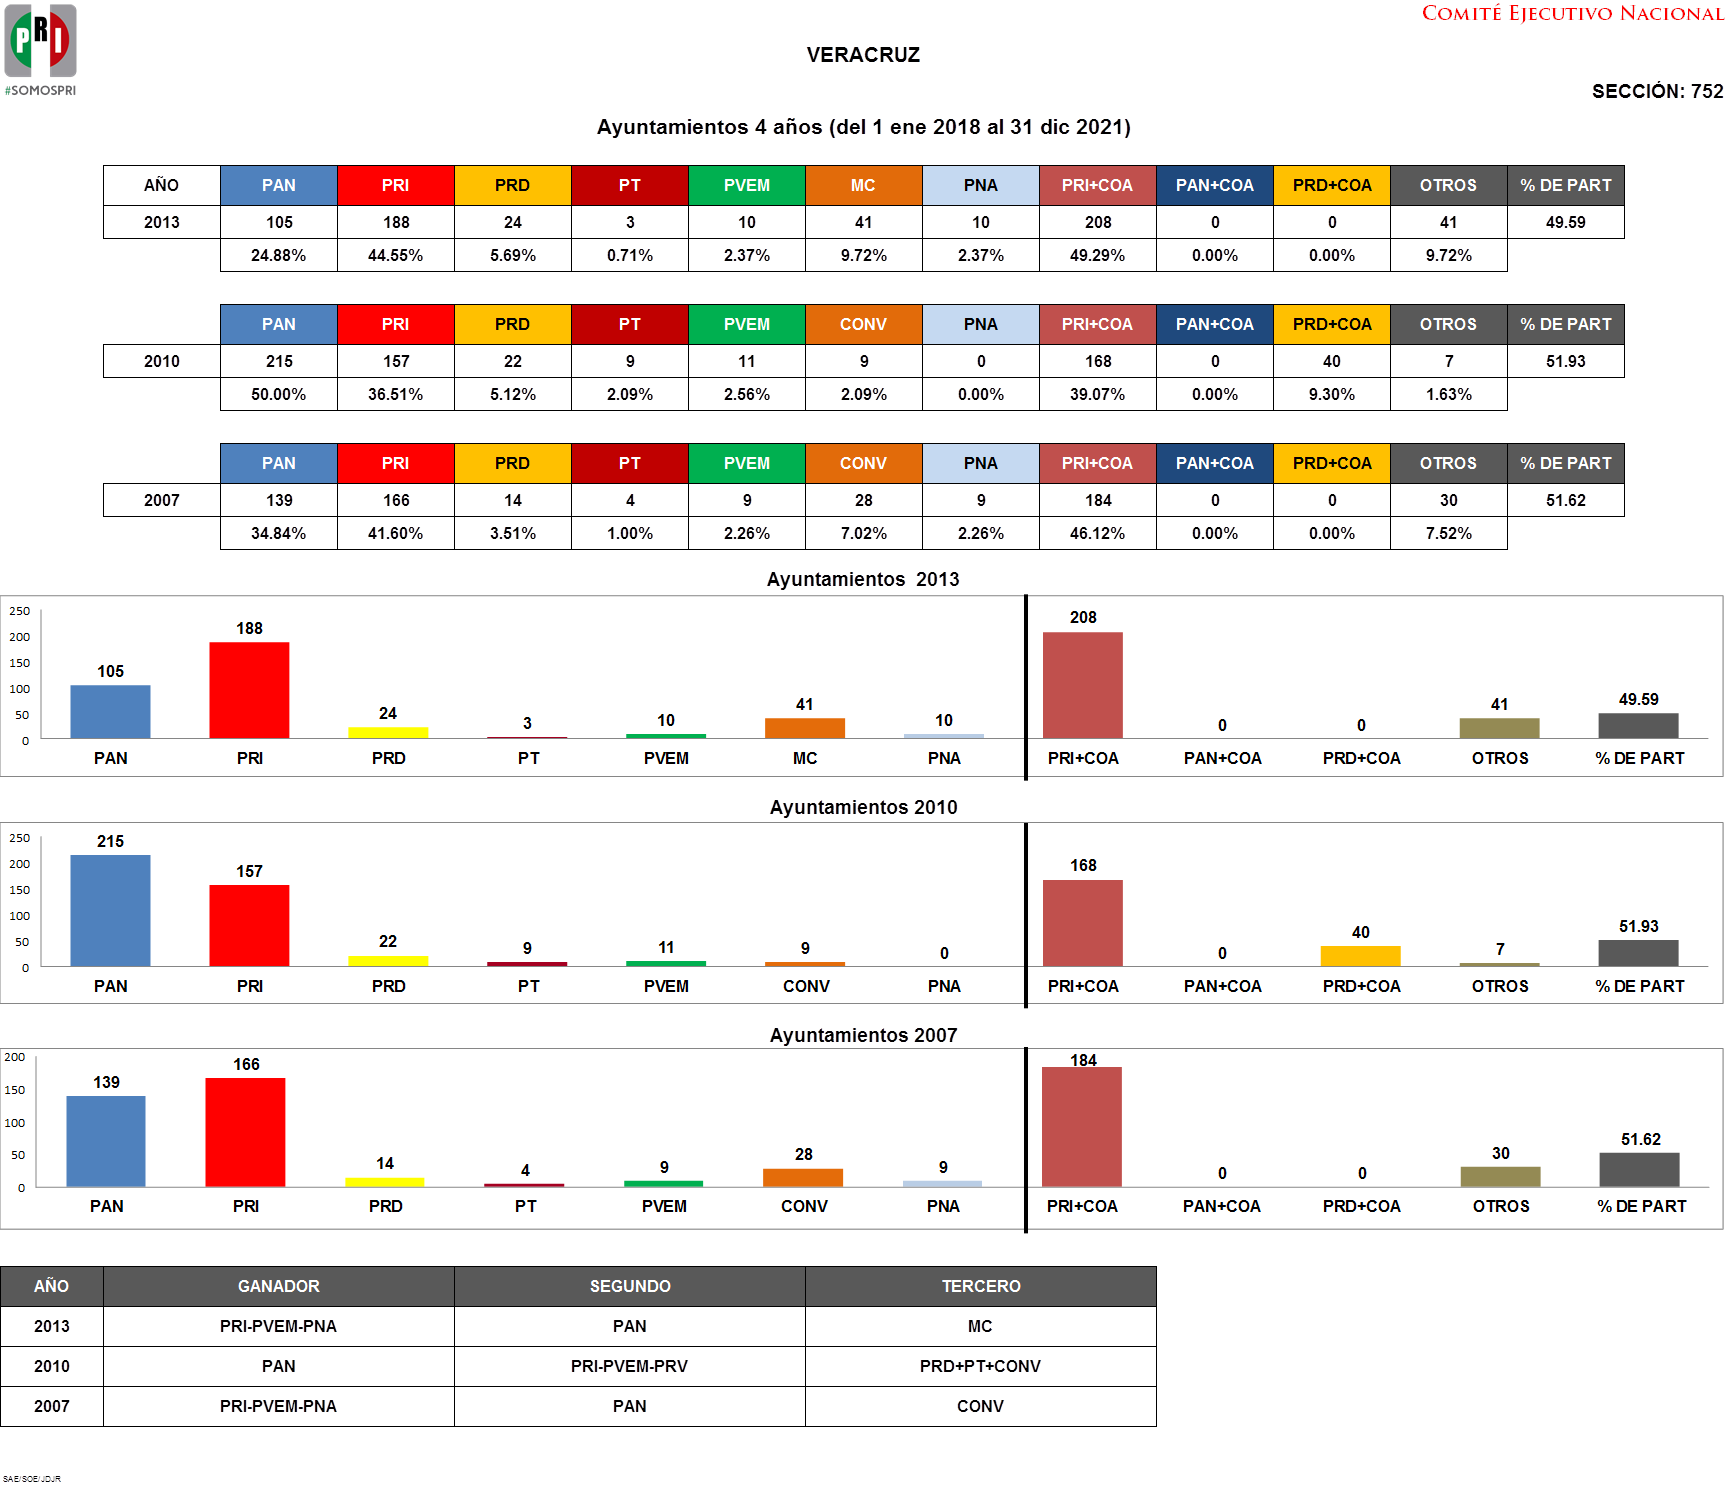 PRI
#SOMOSPRI
COMITÉ EJECUTIVO NACIONAL
VERACRUZ
SECCIÓN: 752
Ayuntamientos 4 años (del 1 ene 2018 al 31 dic 2021)
AÑO PAN PRI PRD PT PVEM MC PNA PRI+COA PAN+COA PRD+COA OTROS % DE PART
2013 105 188 24 3 10 41 10 208 0 0 41 49.59
24.88% 44.55% 5.69% 0.71% 2.37% 9.72% 2.37% 49.29% 0.00% 0.00% 9.72%
PAN PRI PRD PT PVEM CONV PNA PRI+COA PAN+COA PRD+COA OTROS % DE PART
2010 215 157 22 9 11 9 0 168 0 40 7 51.93
50.00% 36.51% 5.12% 2.09% 2.56% 2.09% 0.00% 39.07% 0.00% 9.30% 1.63%
PAN PRI PRD PT PVEM CONV PNA PRI+COA PAN+COA PRD+COA OTROS % DE PART
2007 139 166 14 4 9 28 9 184 0 0 30 51.62
34.84% 41.60% 3.51% 1.00% 2.26% 7.02% 2.26% 46.12% 0.00% 0.00% 7.52%
Ayuntamientos 2013
250
200
150
100
50
0
105 188 24 3 10 41 10 208 0 0 41 49.59
PAN PRI PRD PT PVEM MC PNA PRI+COA PAN+COA PRD+COA OTROS % DE PART
Ayuntamientos 2010
250
200
150
100
50
0
215 157 22 9 11 9 0 168 0 40 7 51.93
PAN PRI PRD PT PVEM CONV PNA PRI+COA PAN+COA PRD+COA OTROS % DE PART
Ayuntamientos 2007
200
150
100
50
0
139 166 14 4 9 28 9 184 0 0 30 51.62
PAN PRI PRD PT PVEM CONV PNA PRI+COA PAN+COA PRD+COA OTROS % DE PART
AÑO GANADOR SEGUNDO TERCERO
2013 PRI-PVEM-PNA PAN MC
2010 PAN PRI-PVEM-PRV PRD+PT+CONV
2007 PRI-PVEM-PNA PAN CONV
SAE/SOE/JDJR